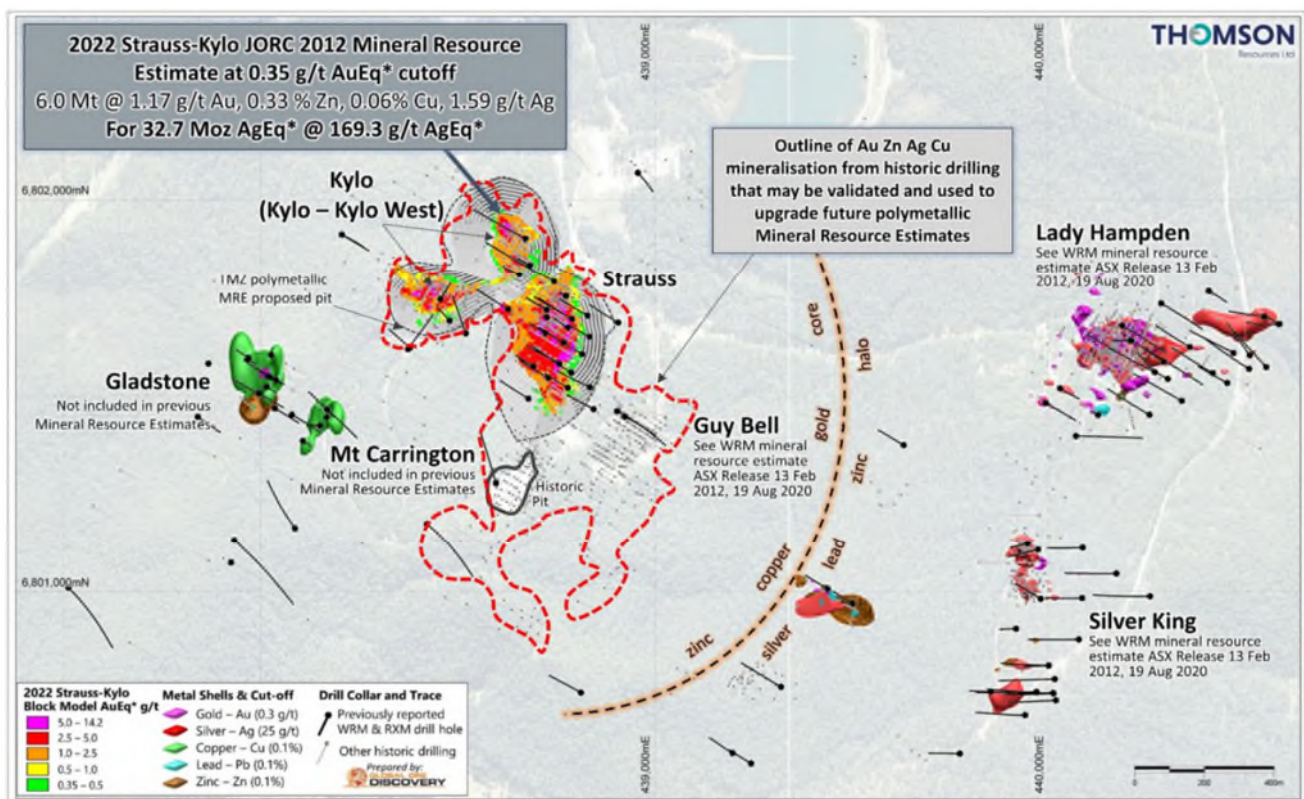 2022 Strauss-Kylo JORC 2012 Mineral Resource
Estimate at 0.35 g/t AuEq* cutoff
6.0 Mt @ 1.17 g/t Au, 0.33 % Zn, 0.06% Cu, 1.59 g/t Ag
For 32.7 Moz AgEq* @ 169.3 g/t AgEq*
439,000mE
440,000mE
THOMSON
Resources Ltd
Outline of Au Zn Ag Cu
mineralisation from historic drilling
that may be validated and used to
upgrade future polymetallic
Mineral Resource Estimates
6,802,000mN
Kylo
(Kylo – Kylo West)
Strauss
TMZ polymetallic
MRE proposed pit
Lady Hampden
See WRM mineral resource
estimate ASX Release 13 Feb
2012, 19 Aug 2020
core
halo
gold
zinc
copper
lead
zinc
silver
Gladstone
Not included in previous
Mineral Resource Estimates
Mt Carrington
Not included in previous
Mineral Resource Estimates
Historic
Pit
Guy Bell
See WRM mineral
resource estimate
ASX Release 13 Feb
2012, 19 Aug 2020
6,801,000mN
Silver King
See WRM mineral resource
estimate ASX Release 13 Feb
2012, 19 Aug 2020
2022 Strauss-Kylo
Block Model AuEq* g/t
5.0 – 14.2
2.5 – 5.0
1.0 – 2.5
0.5 – 1.0
0.35 – 0.5
Metal Shells & Cut-off
Gold – Au (0.3 g/t)
Silver – Ag (25 g/t)
Copper – Cu (0.1%)
Lead – Pb (0.1%)
Zinc – Zn (0.1%)
Drill Collar and Trace
Previously reported
WRM & RXM drill hole
Other historic drilling
Prepared by:
GLOBAL ORE
DISCOVERY
439,000mE
440,000mE
0 200 400m